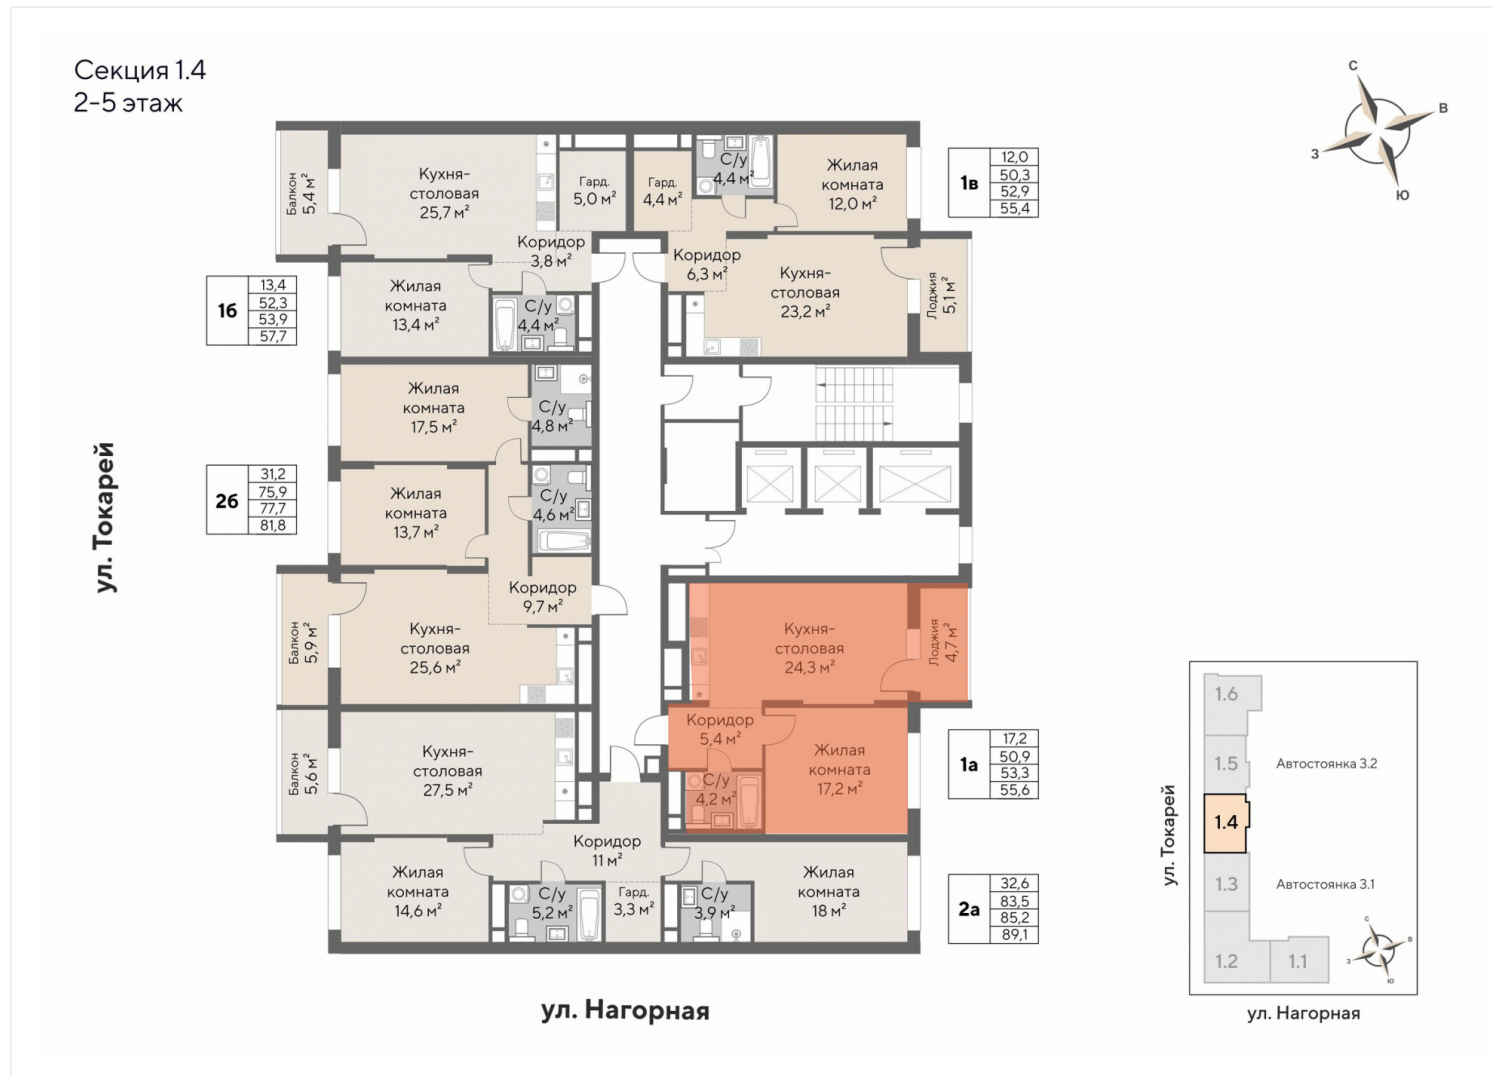 Секция 1.4
2-5 этаж
С
В
З
Ю
Балкон
5,4 м²
Кухня-
столовая
25,7 м²
Гард.
5,0 м²
Гард.
4,4 м²
С/у
4,4 м²
Жилая
комната
12,0 м²
1в
12,0
50,3
52,9
55,4
Коридор
3,8 м²
Коридор
6,3 м²
Кухня-
столовая
23,2 м²
Лоджия
5,1 м²
1б
13,4
52,3
53,9
57,7
Жилая
комната
13,4 м²
С/у
4,4 м²
Жилая
комната
17,5 м²
С/у
4,8 м²
ул. Токарей
2б
31,2
75,9
77,7
81,8
Жилая
комната
13,7 м²
С/у
4,6 м²
Коридор
9,7 м²
Балкон
5,9 м²
Кухня-
столовая
25,6 м²
Кухня-
столовая
24,3 м²
Лоджия
4,7 м²
Коридор
5,4 м²
Жилая
комната
17,2 м²
С/у
4,2 м²
1а
17,2
50,9
53,3
55,6
Балкон
5,6 м²
Кухня-
столовая
27,5 м²
Коридор
11 м²
Жилая
комната
14,6 м²
С/у
5,2 м²
Гард.
3,3 м²
С/у
3,9 м²
Жилая
комната
18 м²
2а
32,6
83,5
85,2
89,1
ул. Нагорная
1.6
1.5
Автостоянка 3.2
1.4
ул. Токарей
1.3
Автостоянка 3.1
1.2
1.1
С
В
З
Ю
ул. Нагорная